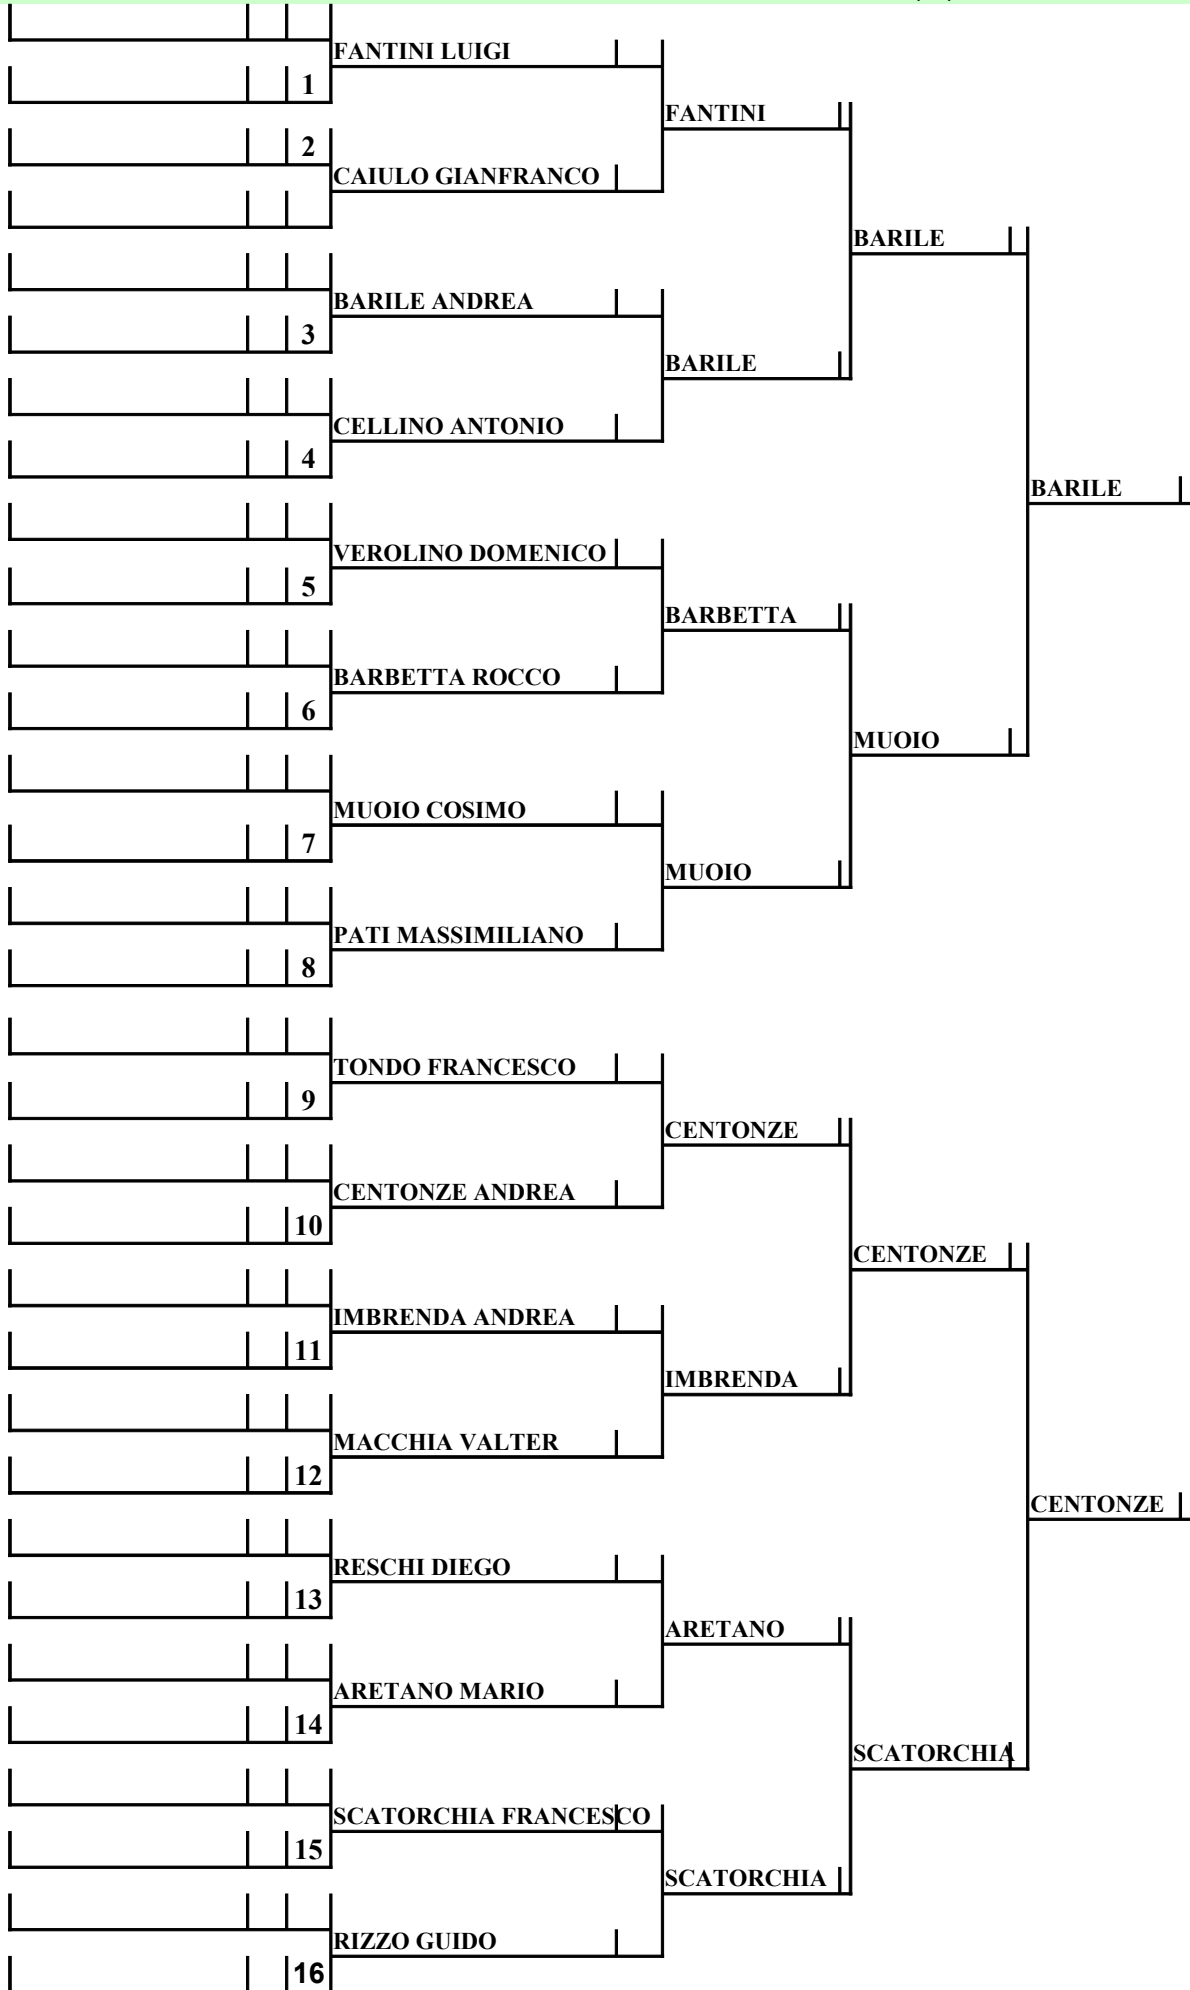 FANTINI LUIGI
1
FANTINI
2
CAIULO GIANFRANCO
BARILE
BARILE ANDREA
3
BARILE
CELLINO ANTONIO
4
BARILE
VEROLINO DOMENICO
5
BARBETTA
BARBETTA ROCCO
6
MUOIO
MUOIO COSIMO
7
MUOIO
PATI MASSIMILIANO
8
TONDO FRANCESCO
9
CENTONZE
CENTONZE ANDREA
10
CENTONZE
IMBRENDA ANDREA
11
IMBRENDA
MACCHIA VALTER
12
CENTONZE
RESCHI DIEGO
13
ARETANO
ARETANO MARIO
14
SCATORCHIA
SCATORCHIA FRANCESCO
15
SCATORCHIA
RIZZO GUIDO
16